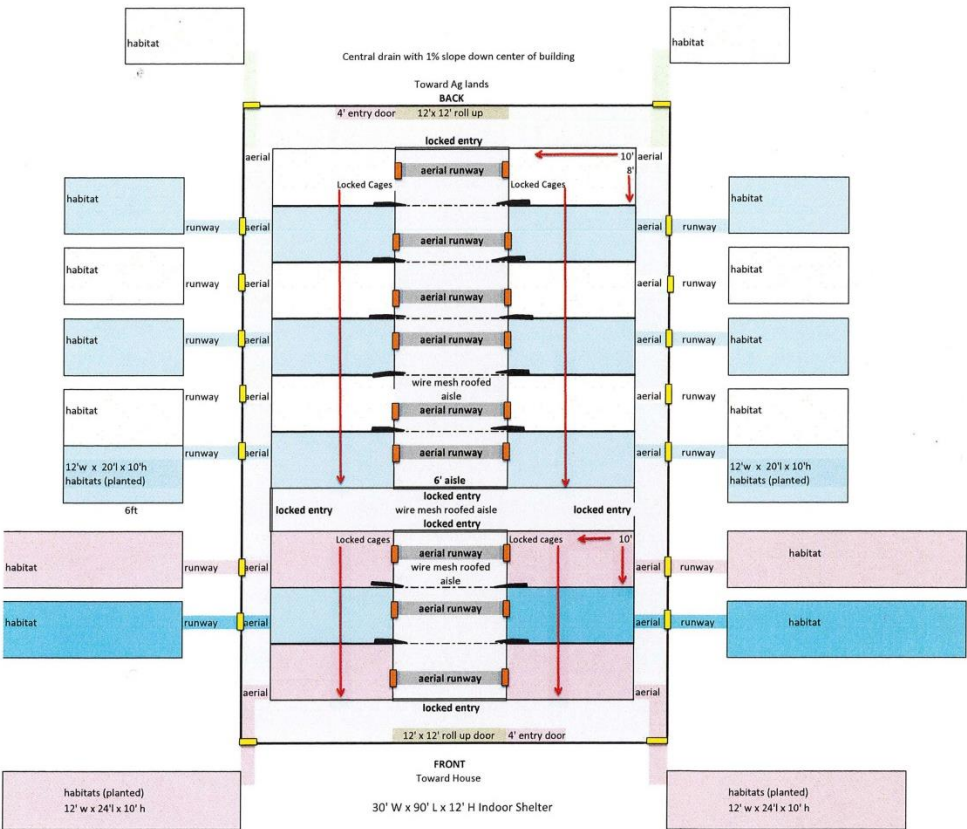 habitat
habitat
Central drain with 1% slope down center of building
Toward Ag lands
BACK
4' entry door
12'x 12' roll up
locked entry
aerial
aerial runway
10'
aerial
8'
Locked Cages
Locked Cages
habitat
habitat
runway
aerial
aerial
runway
aerial runway
habitat
habitat
runway
aerial
aerial runway
aerial
runway
habitat
runway
aerial
aerial runway
aerial
runway
habitat
wire mesh roofed
aisle
habitat
runway
aerial
aerial
runway
habitat
aerial runway
runway
aerial
aerial runway
aerial
runway
12'w x 20'l x 10'h
habitats (planted)
12'w x 20'l x 10'h
habitats (planted)
6' aisle
locked entry
6ft
locked entry
wire mesh roofed aisle
locked entry
locked entry
Locked cages
Locked cages
10'
aerial runway
habitat
habitat
runway
aerial
wire mesh roofed
aisle
aerial
runway
aerial runway
habitat
runway
aerial
aerial
runway
habitat
aerial runway
aerial
aerial
locked entry
12' x 12' roll up door
4' entry door
FRONT
Toward House
habitats (planted)
12' w x 24'l x 10' h
habitats (planted)
12' w x 24'l x 10' h
30' W x 90' L x 12' H Indoor Shelter